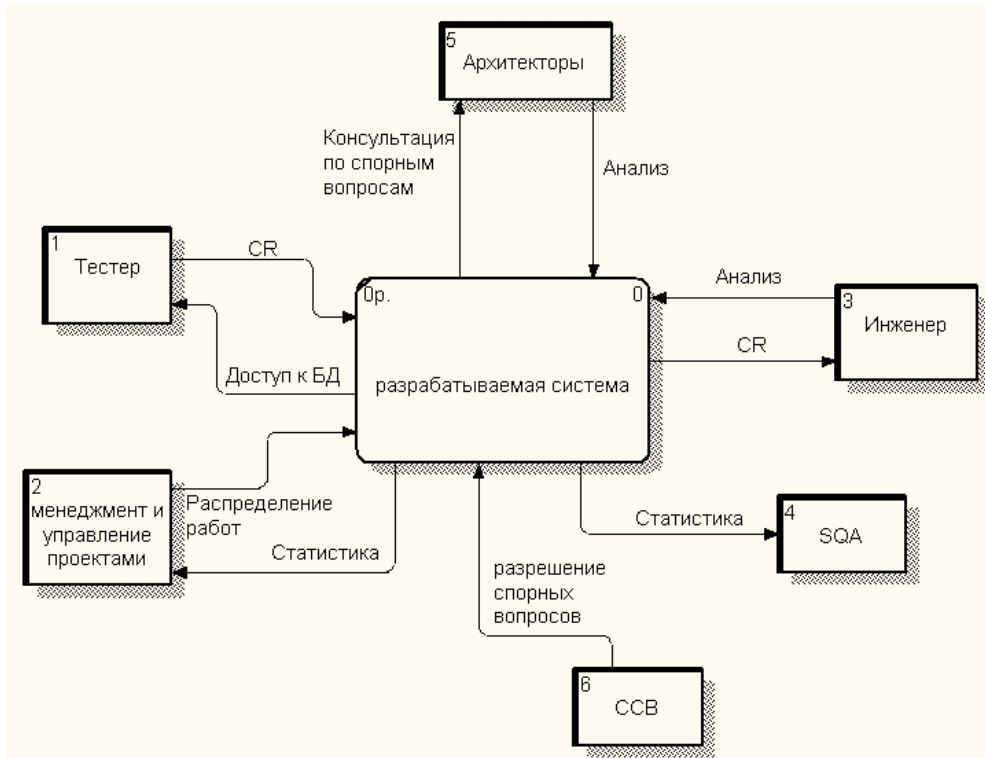 5
Архитекторы
Консультация
по спорным
вопросам
Анализ
1
Тестер
CR
0р.
0
разрабатываемая система
Доступ к БД
Анализ
3
Инженер
CR
2
менеджмент и
управление
проектами
Распределение
работ
Статистика
Статистика
4
SQA
разрешение
спорных
вопросов
6
CCB